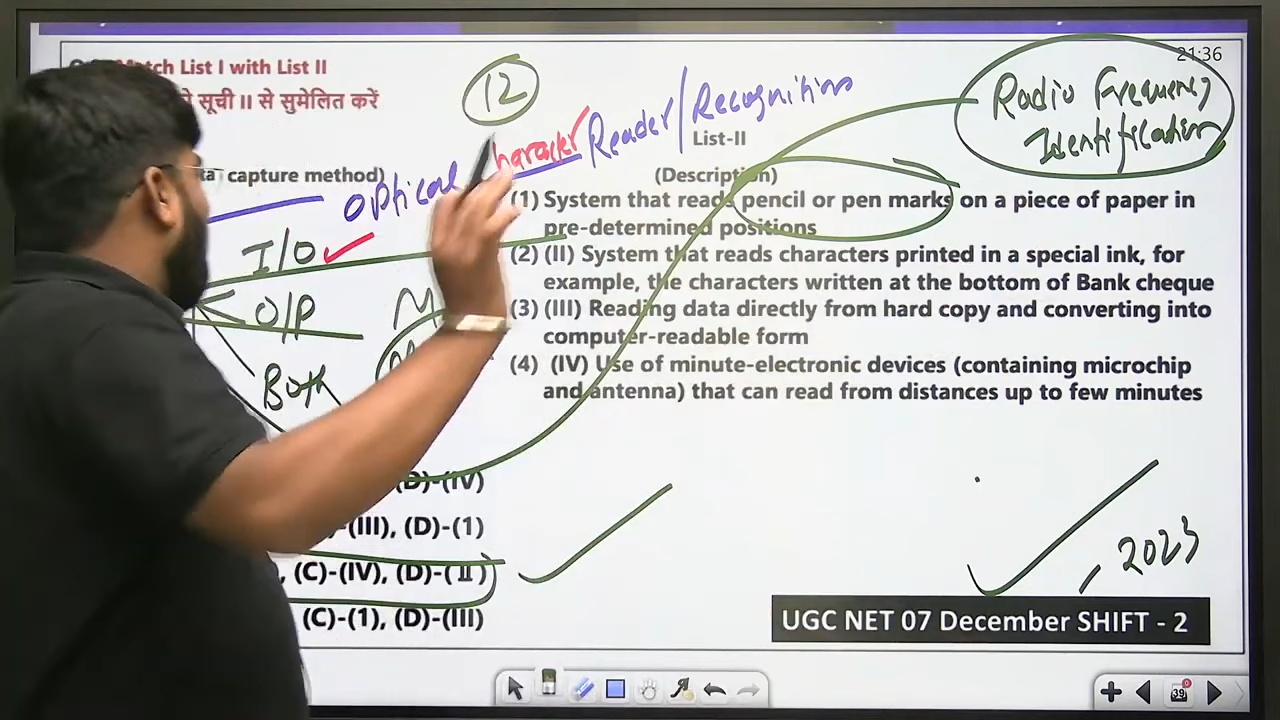 21:36
Match List I with List II
सूची II से सुमेलित करें
12
Radio Frequency
Identification
Optical Character Reader/Recognition
List-II
capture method)
(Description)
(1) System that reads pencil or pen marks on a piece of paper in
pre-determined positions
I/O
(2) (II) System that reads characters printed in a special ink, for
example, the characters written at the bottom of Bank cheque
O/P
(3) (III) Reading data directly from hard copy and converting into
computer-readable form
Both
(4) (IV) Use of minute-electronic devices (containing microchip
and antenna) that can read from distances up to few minutes
(D)-(IV)
-(III), (D)-(1)
, (C)-(IV), (D)-(II)
(C)-(1), (D)-(III)
, 2023
UGC NET 07 December SHIFT - 2
39